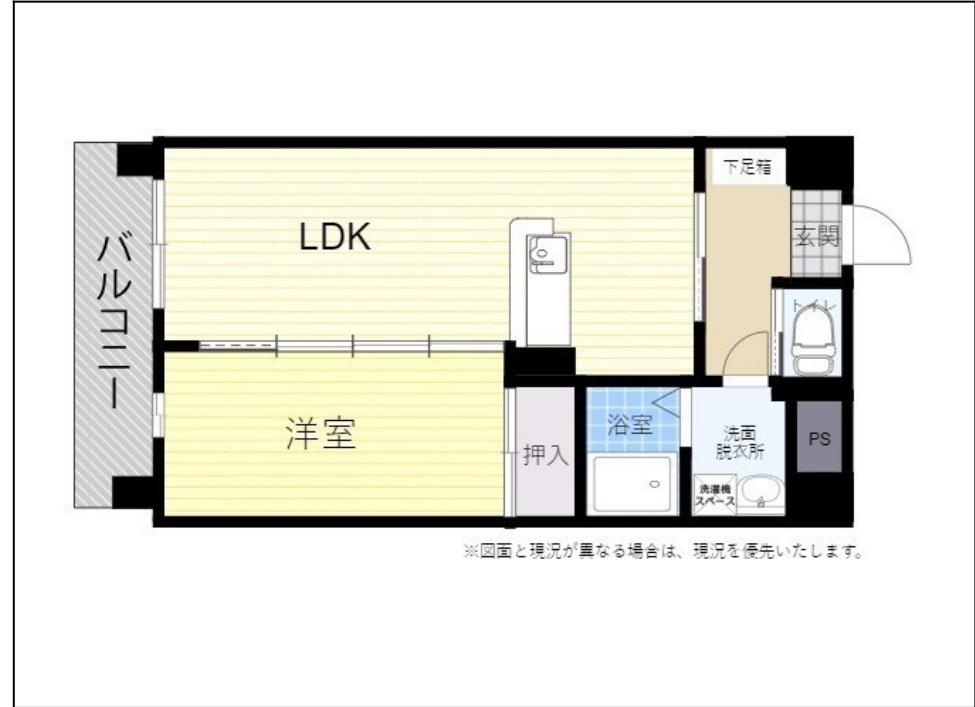 下足箱
LDK
玄関
バルコニー
トイレ
洋室
押入
浴室
洗面
脱衣所
PS
洗濯機
スペース
※図面と現況が異なる場合は、現況を優先いたします。